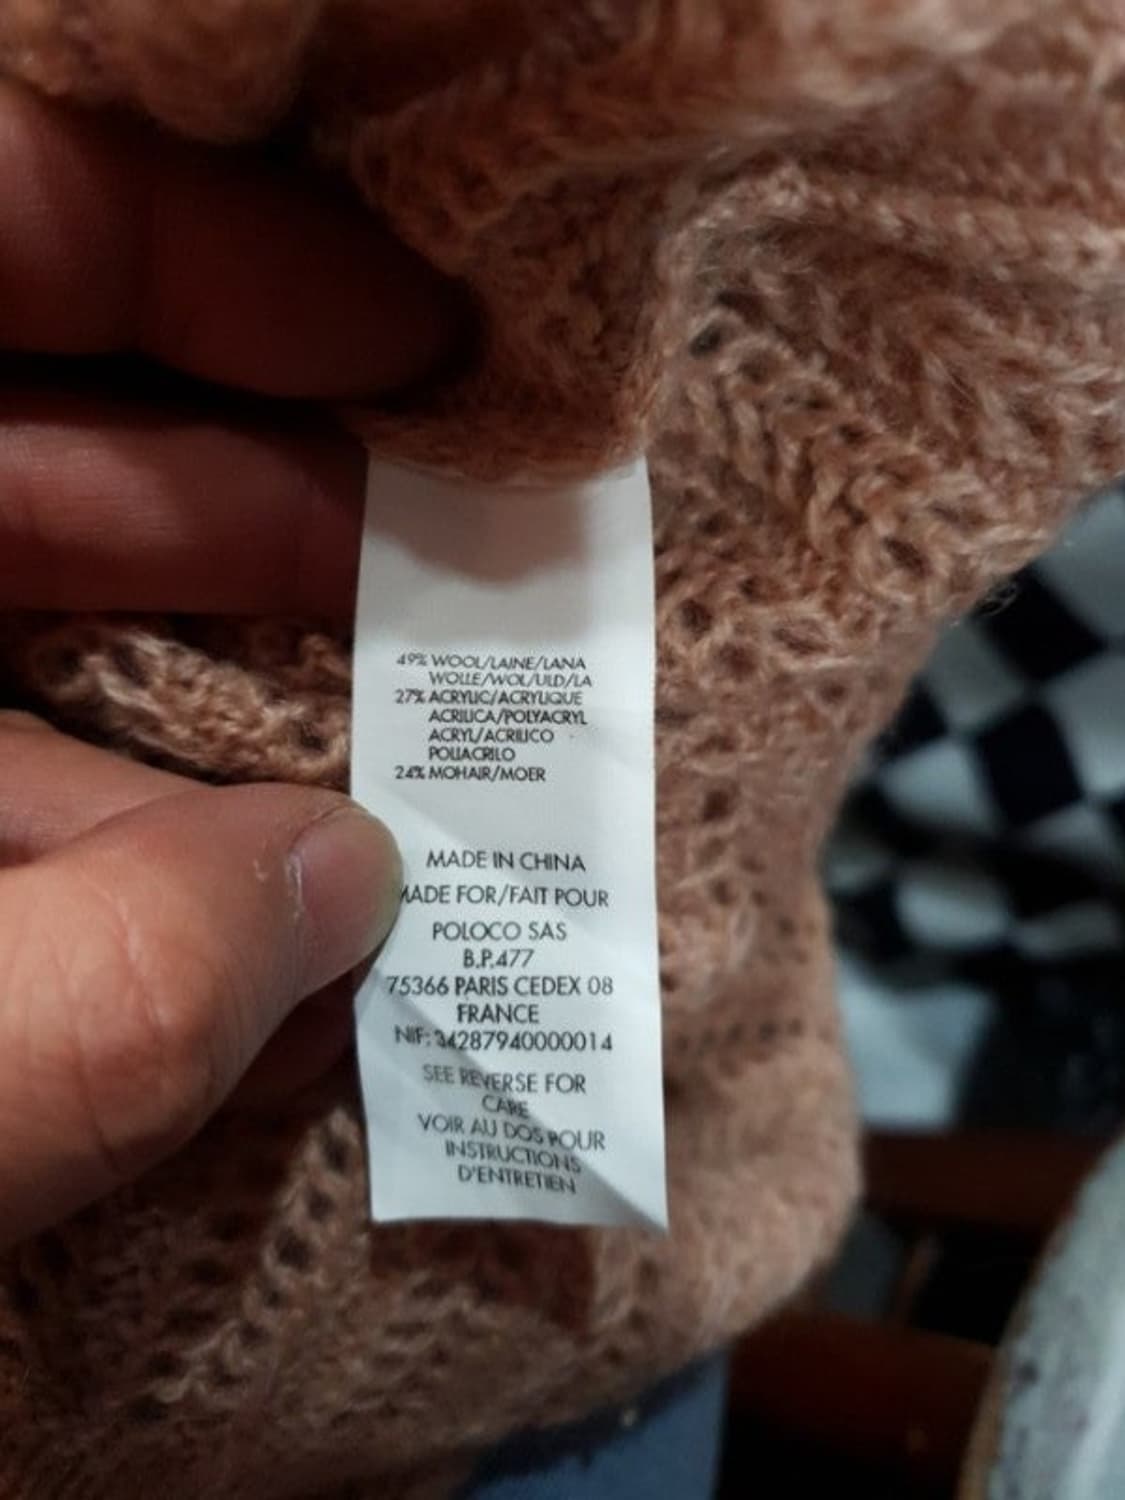 49% WOOL/LAINE/LANA
WOLLE/WOL/ULD/LA
27% ACRYLIC/ACRYLIQUE
ACRILICA/POLYACRYL
ACRYL/ACRILICO
POLIACRILO
24% MOHAIR/MOER
MADE IN CHINA
MADE FOR/FAIT POUR
POLOCO SAS
B.P.477
75366 PARIS CEDEX 08
FRANCE
NIF: 34287940000014
SEE REVERSE FOR
CARE
VOIR AU DOS POUR
INSTRUCTIONS
D'ENTRETIEN